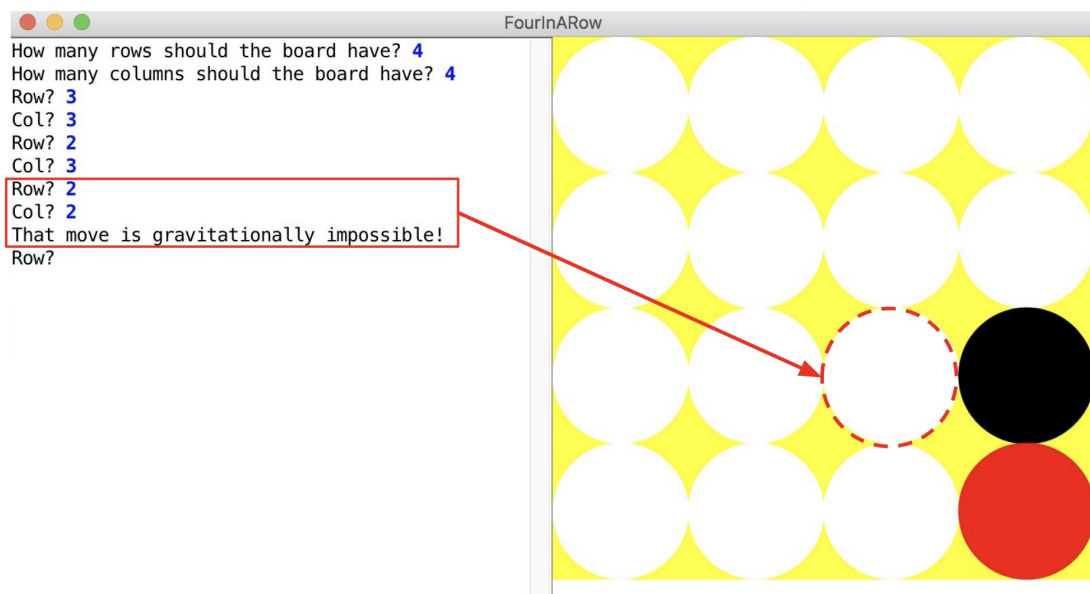 FourInARow
How many rows should the board have? 4
How many columns should the board have? 4
Row? 3
Col? 3
Row? 2
Col? 3
Row? 2
Col? 2
That move is gravitationally impossible!
Row?